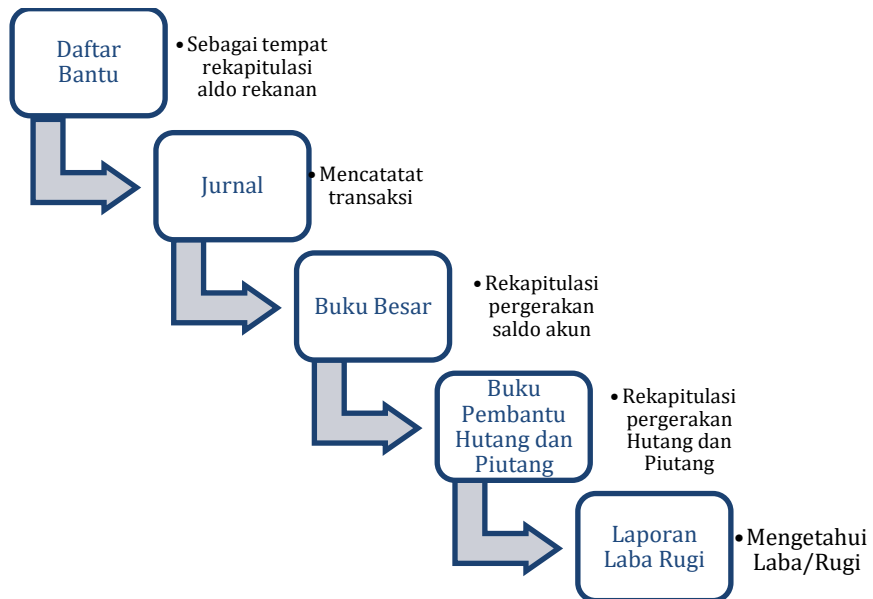 Daftar
Bantu
•Sebagai tempat
rekapitulasi
aldo rekanan
Jurnal
•Mencatatat
transaksi
Buku Besar
•Rekapitulasi
pergerakan
saldo akun
Buku
Pembantu
Hutang dan
Piutang
•Rekapitulasi
pergerakan
Hutang dan
Piutang
Laporan
Laba Rugi
•Mengetahui
Laba/Rugi